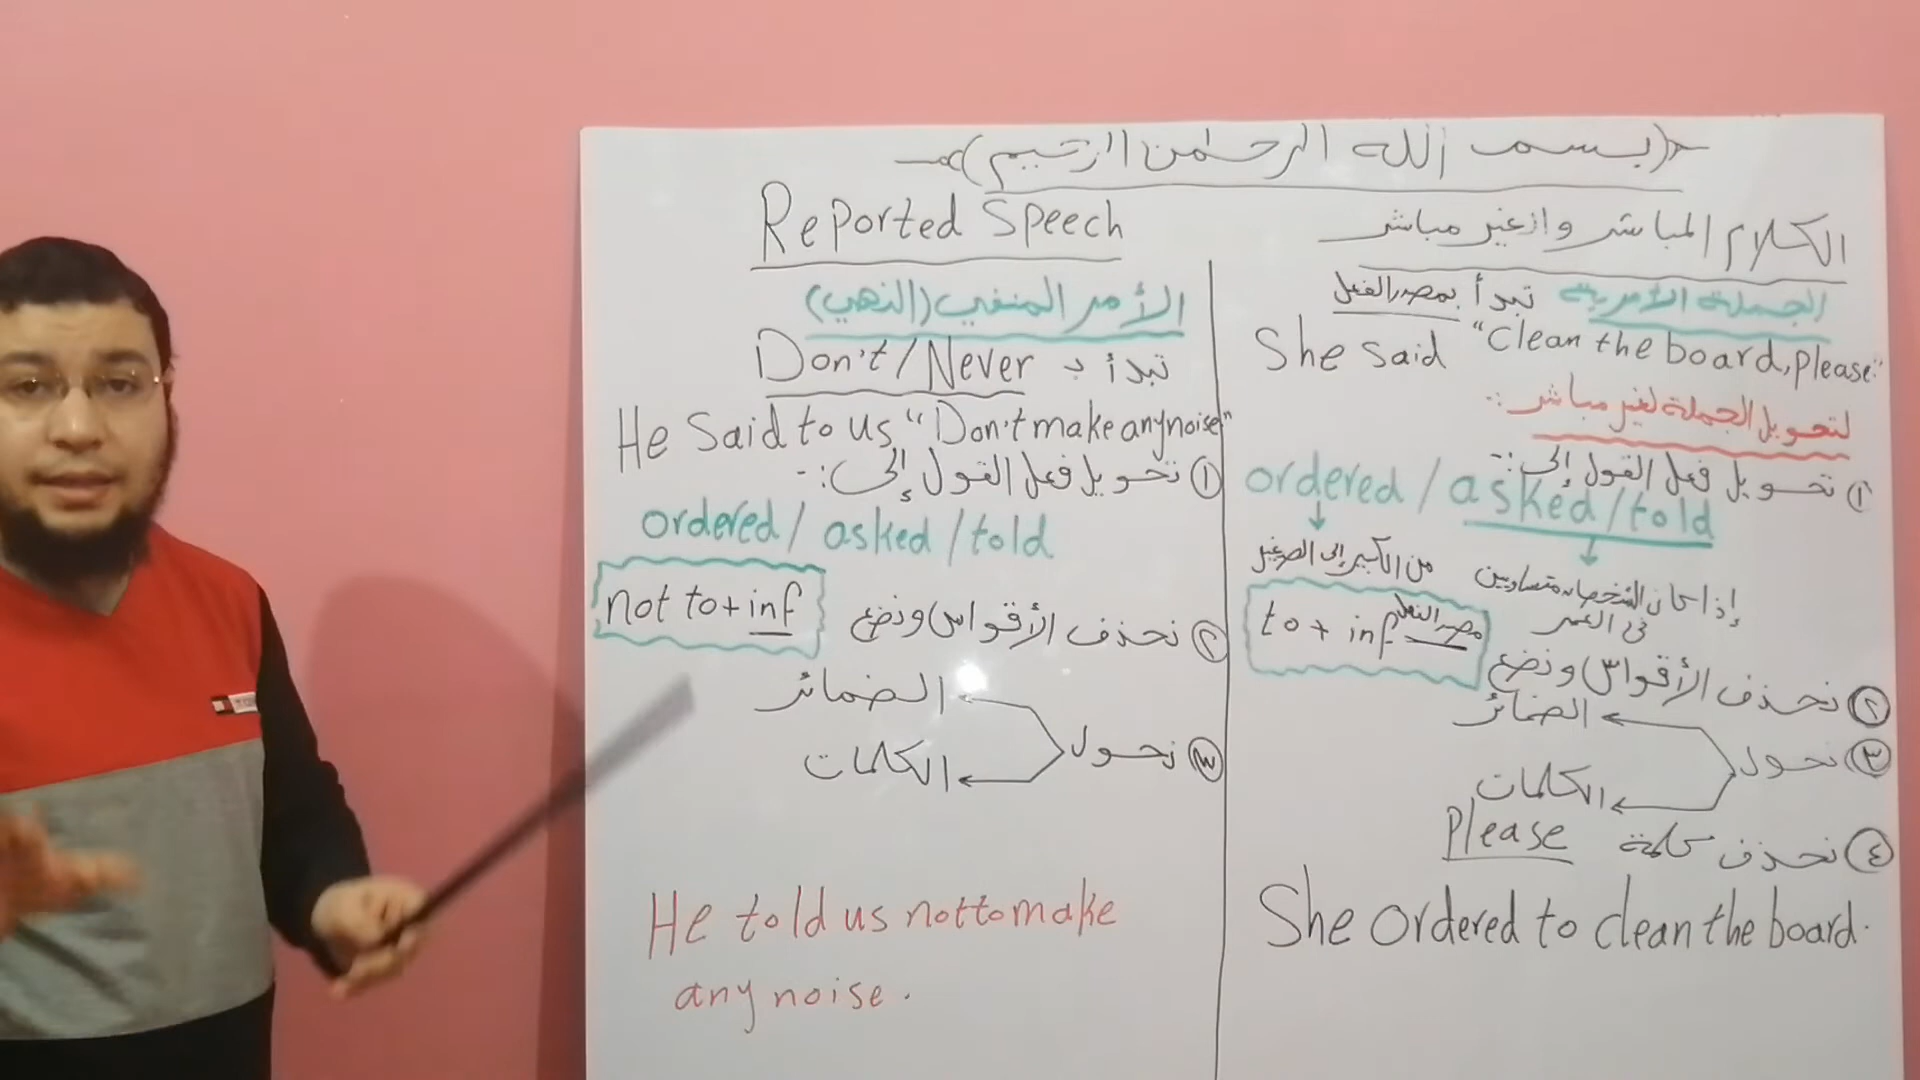 ﴿بسم الله الرحمن الرحيم﴾
Reported Speech
الكلام المباشر والغير مباشر
الجملة الأمرية تبدأ بمصدر الفعل
She said "Clean the board, please."
لتحويل الجملة لغير مباشر :-
١ تحويل فعل القول إلى :-
ordered / asked / told
من الكبير إلى الصغير
إذا كان الشخصان متساويين
في العمر
٢ نحذف الأقواس ونضع
to + inf مصدر الفعل
٣ نحول
الضمائر
الكلمات
٤ نحذف كلمة Please
She ordered to clean the board.
الأمر المنفي (النهي)
تبدأ بـ Don't / Never
He Said to us "Don't make any noise"
١ تحويل فعل القول إلى :-
ordered / asked / told
٢ نحذف الأقواس ونضع
not to + inf
٣ نحول
الضمائر
الكلمات
He told us not to make
any noise.